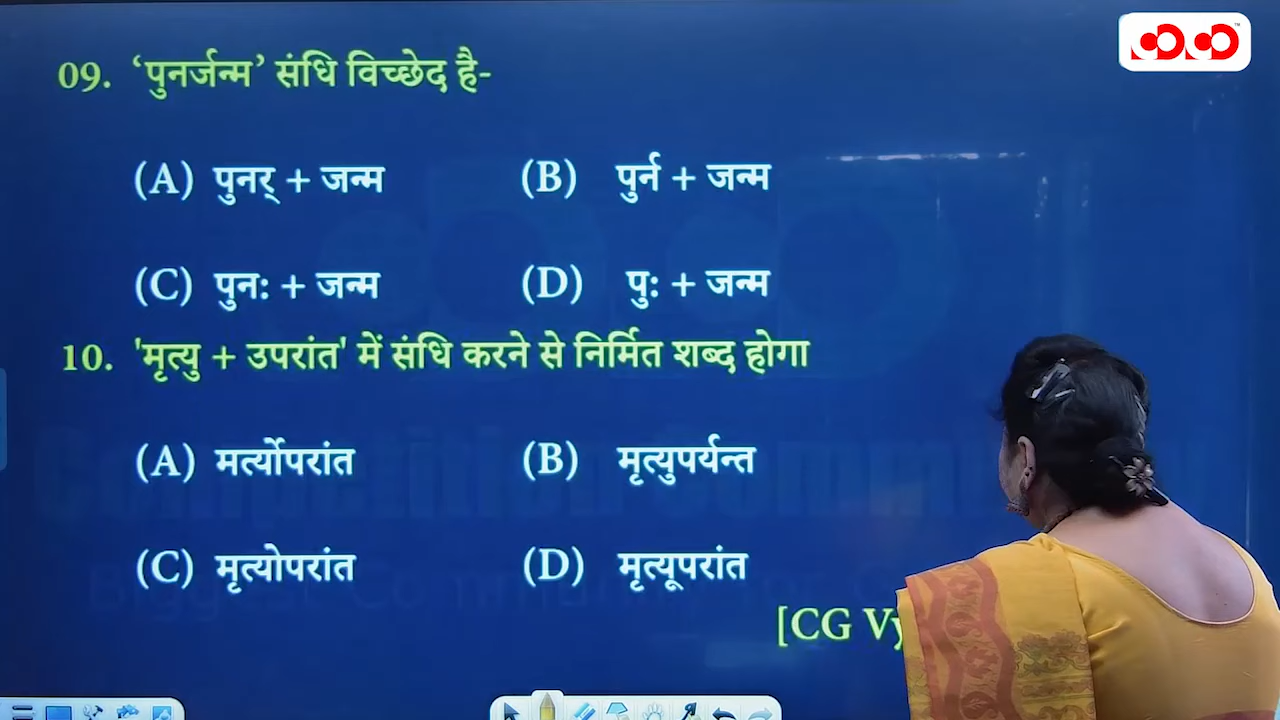 09. ‘पुनर्जन्म’ संधि विच्छेद है-
(A) पुनर् + जन्म (B) पुर्न + जन्म
(C) पुनः + जन्म (D) पुः + जन्म
10. 'मृत्यु + उपरांत' में संधि करने से निर्मित शब्द होगा
(A) मर्त्योपरांत (B) मृत्युपर्यन्त
(C) मृत्योपरांत (D) मृत्यूपरांत
[CG